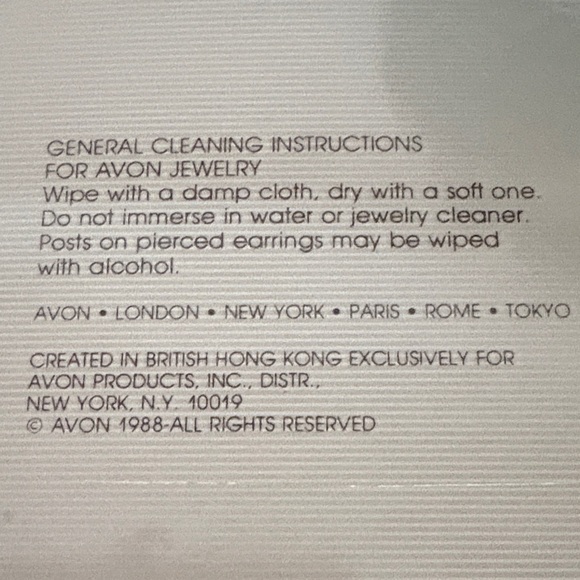 GENERAL CLEANING INSTRUCTIONS
FOR AVON JEWELRY
Wipe with a damp cloth, dry with a soft one.
Do not immerse in water or jewelry cleaner.
Posts on pierced earrings may be wiped
with alcohol.
AVON • LONDON • NEW YORK • PARIS • ROME • TOKYO
CREATED IN BRITISH HONG KONG EXCLUSIVELY FOR
AVON PRODUCTS, INC., DISTR.,
NEW YORK, N.Y. 10019
© AVON 1988-ALL RIGHTS RESERVED